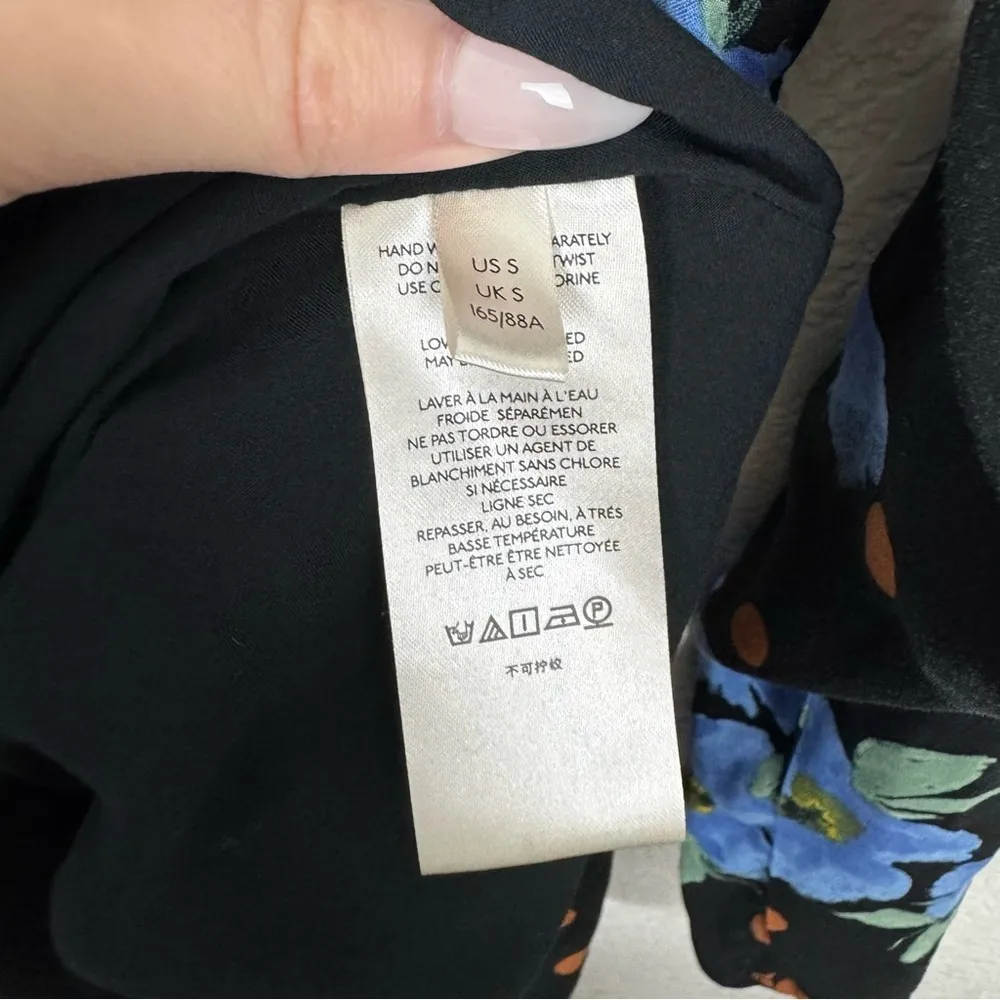 HAND
ARATELY
DO
TWIST
USE
ORINE
US S
UK S
165/88A
LOW
ED
MAY
ED
LAVER À LA MAIN À L'EAU
FROIDE SÉPARÉMEN
NE PAS TORDRE OU ESSORER
UTILISER UN AGENT DE
BLANCHIMENT SANS CHLORE
SI NÉCESSAIRE
LIGNE SEC
REPASSER, AU BESOIN, À TRÉS
BASSE TEMPÉRATURE
PEUT-ÊTRE ÊTRE NETTOYÉE
À SEC
P
不可拧绞